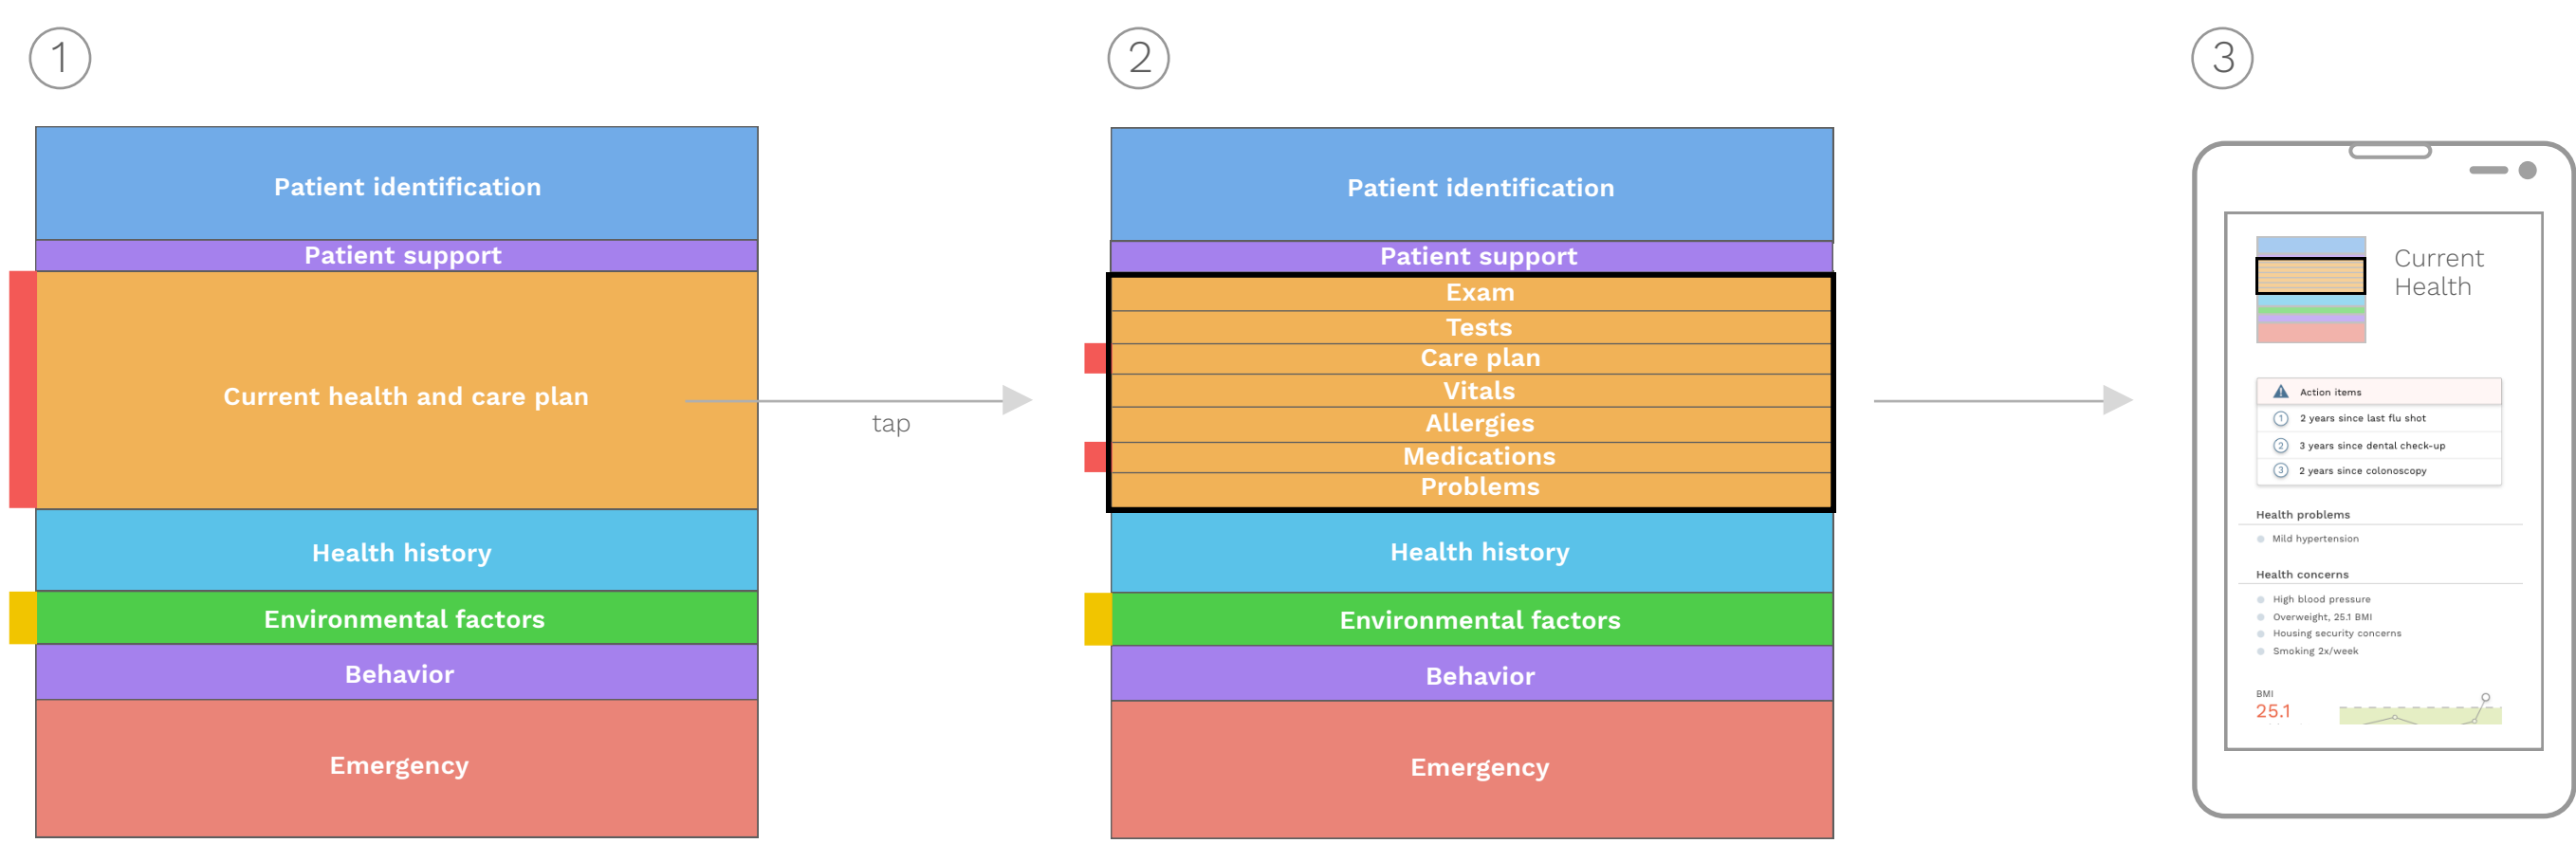 1
Patient identification
Patient support
Current health and care plan
Health history
Environmental factors
Behavior
Emergency
tap
2
Patient identification
Patient support
Exam
Tests
Care plan
Vitals
Allergies
Medications
Problems
Health history
Environmental factors
Behavior
Emergency
3
Current
Health
Action items
1 2 years since last flu shot
2 3 years since dental check-up
3 2 years since colonoscopy
Health problems
Mild hypertension
Health concerns
High blood pressure
Overweight, 25.1 BMI
Housing security concerns
Smoking 2x/week
BMI
25.1